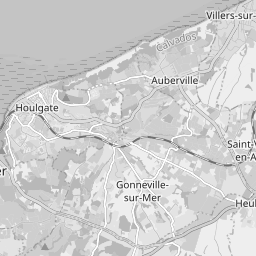 Villers-sur-
Calvados
Auberville
Houlgate
Saint-V
en-A
er
Gonneville-
sur-Mer
Heul